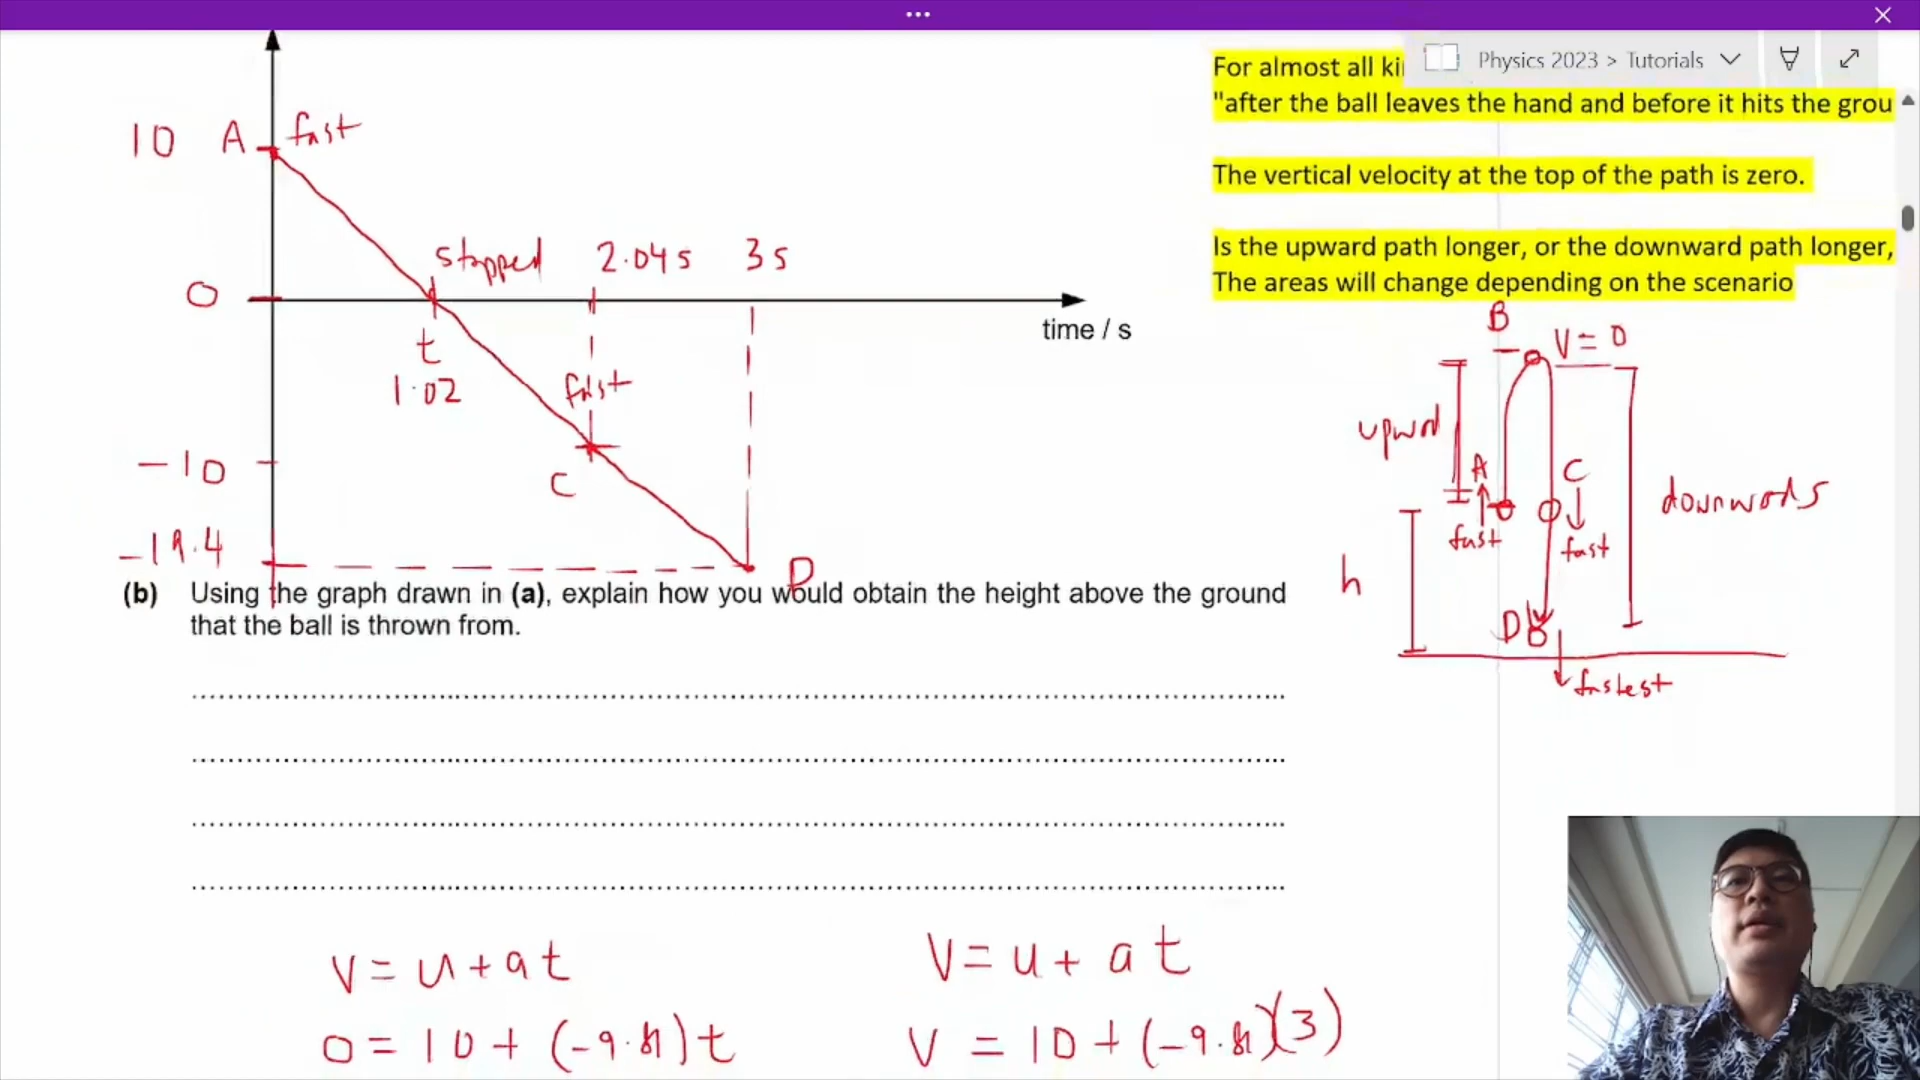 Physics 2023 > Tutorials
For almost all ki
"after the ball leaves the hand and before it hits the grou
The vertical velocity at the top of the path is zero.
Is the upward path longer, or the downward path longer,
The areas will change depending on the scenario
10 A fast
stopped 2.04s 3s
0
time / s
t
1.02
fast
-10
C
-19.4
D
B
V = 0
upwrd
A
C
fast
fast
downwards
h
D
fastest
(b) Using the graph drawn in (a), explain how you would obtain the height above the ground
that the ball is thrown from.
V = u + at
0 = 10 + (-9.81)t
V = u + at
V = 10 + (-9.81)(3)